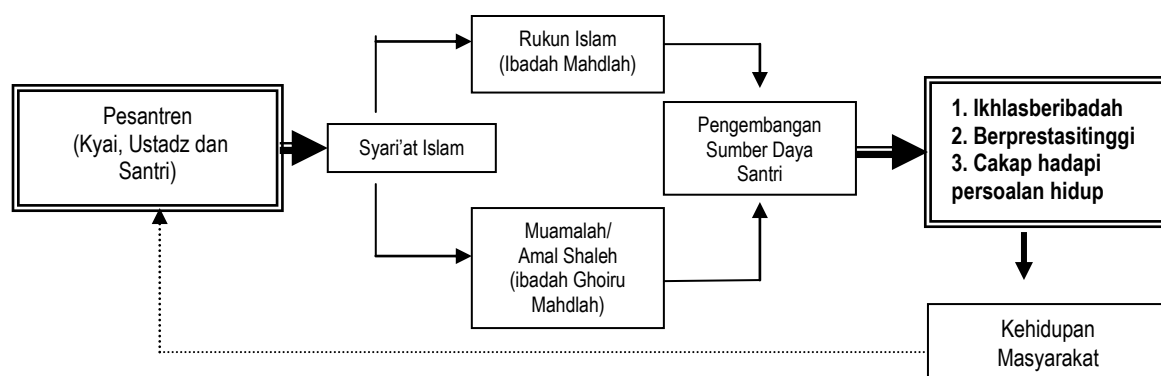 Pesantren
(Kyai, Ustadz dan
Santri)
Syari’at Islam
Rukun Islam
(Ibadah Mahdlah)
Muamalah/
Amal Shaleh
(ibadah Ghoiru
Mahdlah)
Pengembangan
Sumber Daya
Santri
1. Ikhlasberibadah
2. Berprestasitinggi
3. Cakap hadapi
persoalan hidup
Kehidupan
Masyarakat